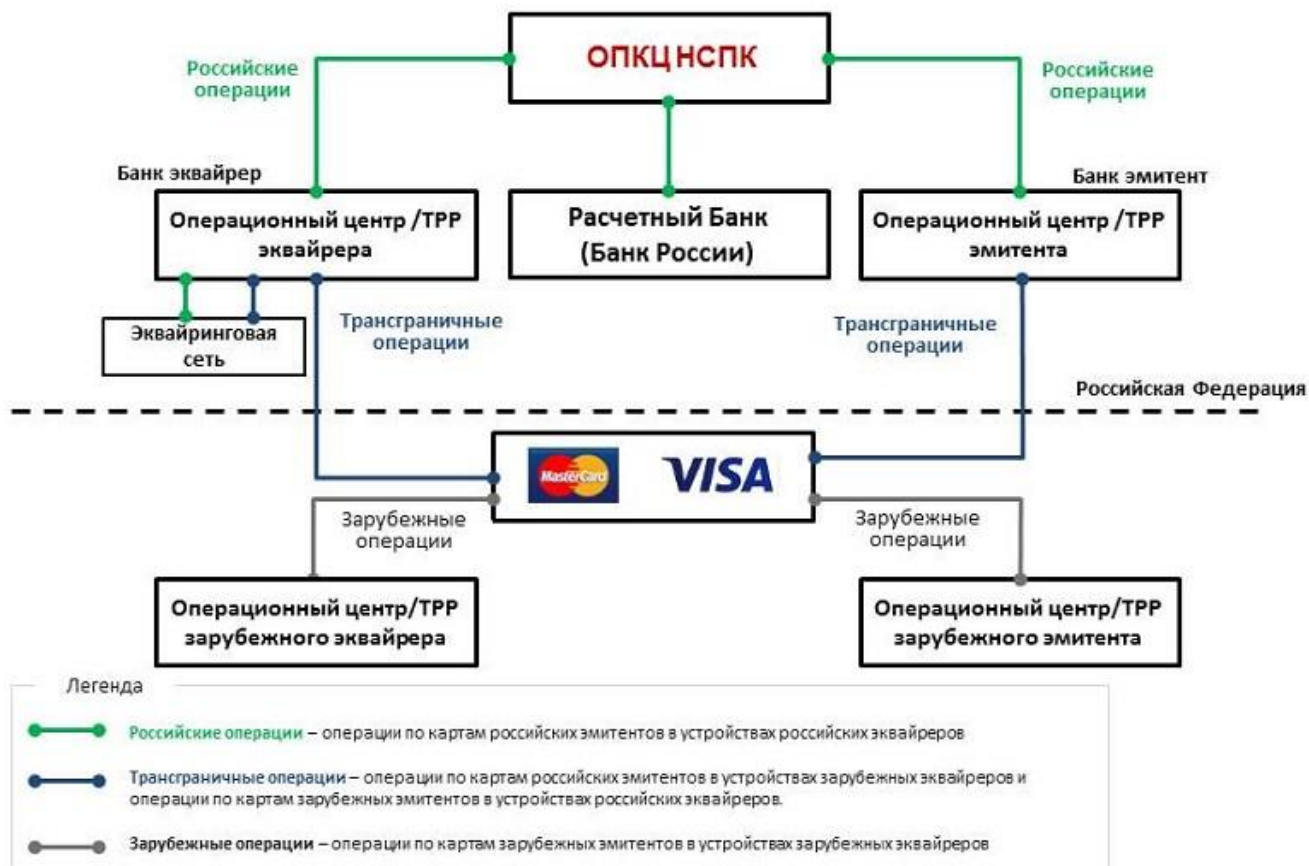 ОПКЦ НСПК
Российские
операции
Российские
операции
Банк эквайрер
Банк эмитент
Операционный центр /ТРР
эквайрера
Расчетный Банк
(Банк России)
Операционный центр /ТРР
эмитента
Эквайринговая
сеть
Трансграничные
операции
Трансграничные
операции
Российская Федерация
MasterCard
VISA
Зарубежные
операции
Зарубежные
операции
Операционный центр/ТРР
зарубежного эквайрера
Операционный центр/ТРР
зарубежного эмитента
Легенда
Российские операции – операции по картам российских эмитентов в устройствах российских эквайреров
Трансграничные операции – операции по картам российских эмитентов в устройствах зарубежных эквайреров и
операции по картам зарубежных эмитентов в устройствах российских эквайреров.
Зарубежные операции – операции по картам зарубежных эмитентов в устройствах зарубежных эквайреров